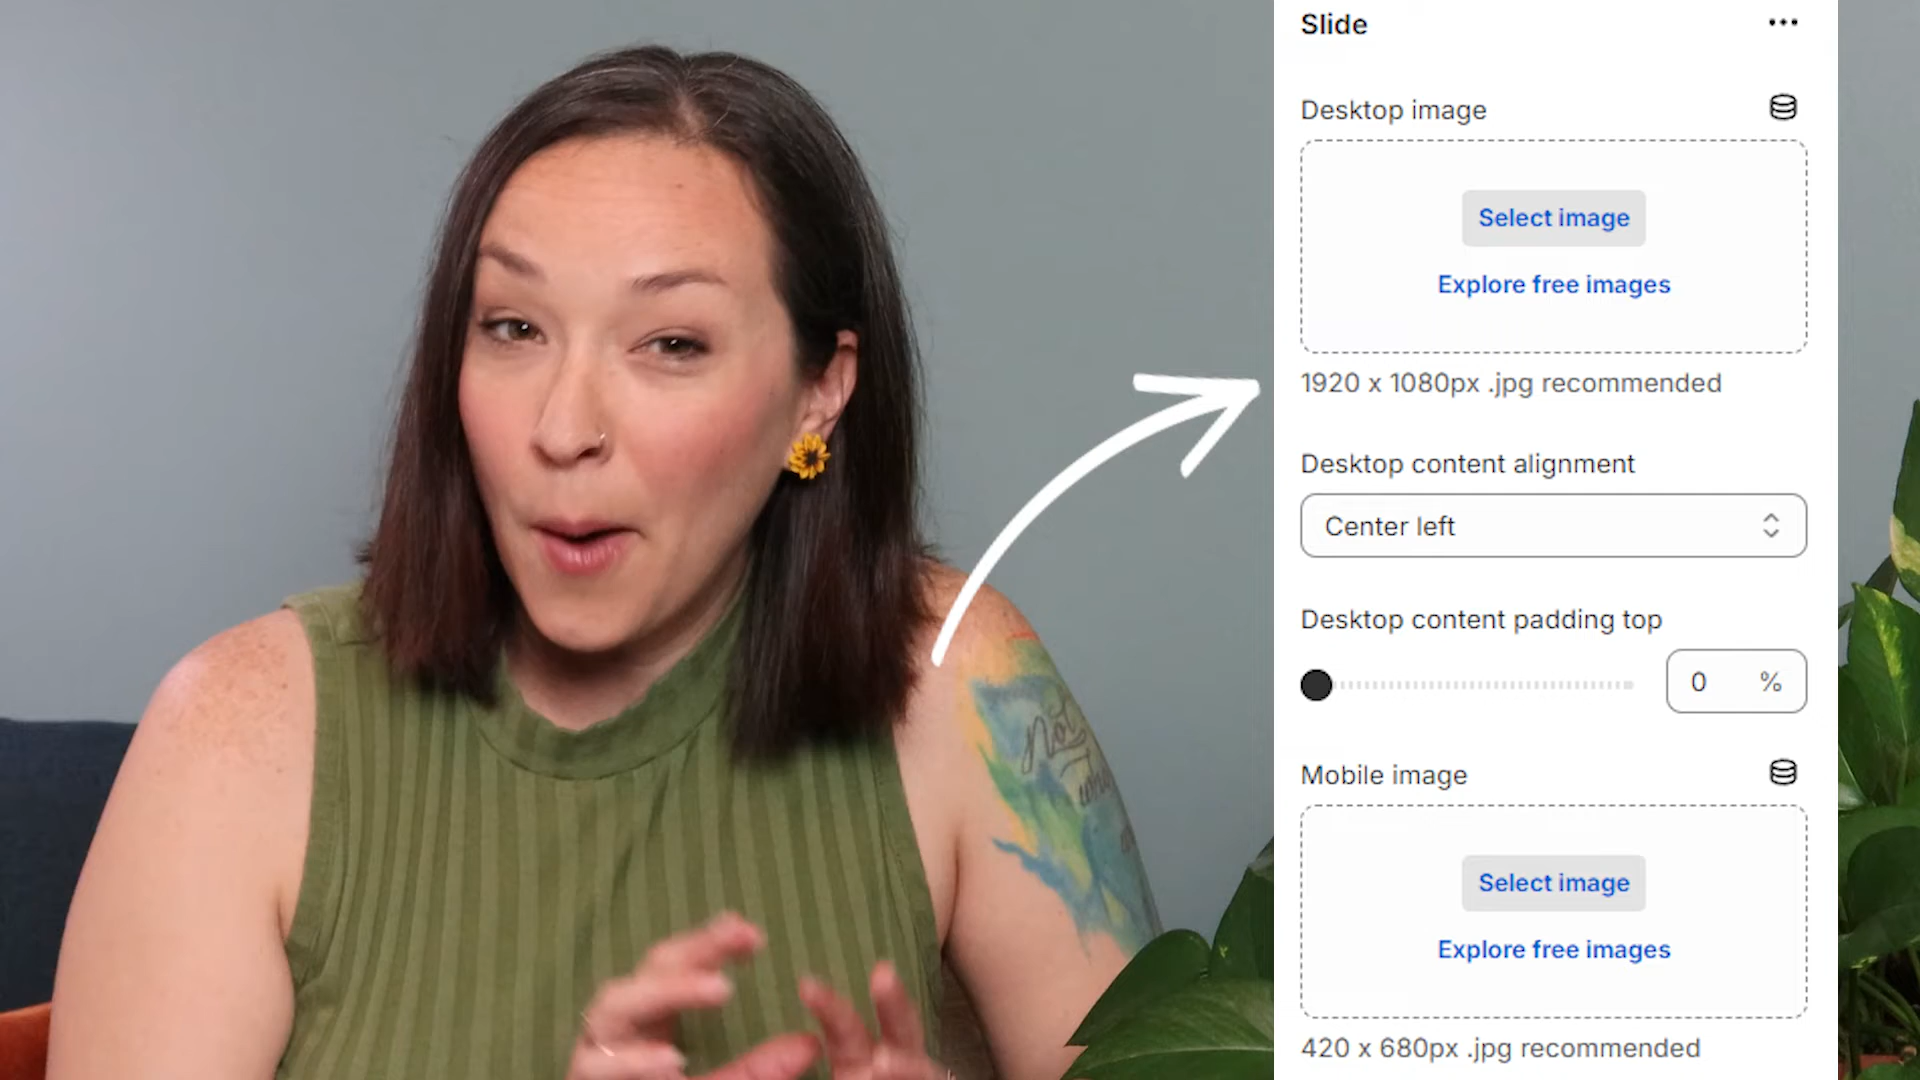 Slide
Desktop image
Select image
Explore free images
1920 x 1080px .jpg recommended
Desktop content alignment
Center left
Desktop content padding top
0 %
Mobile image
Select image
Explore free images
420 x 680px .jpg recommended
Not